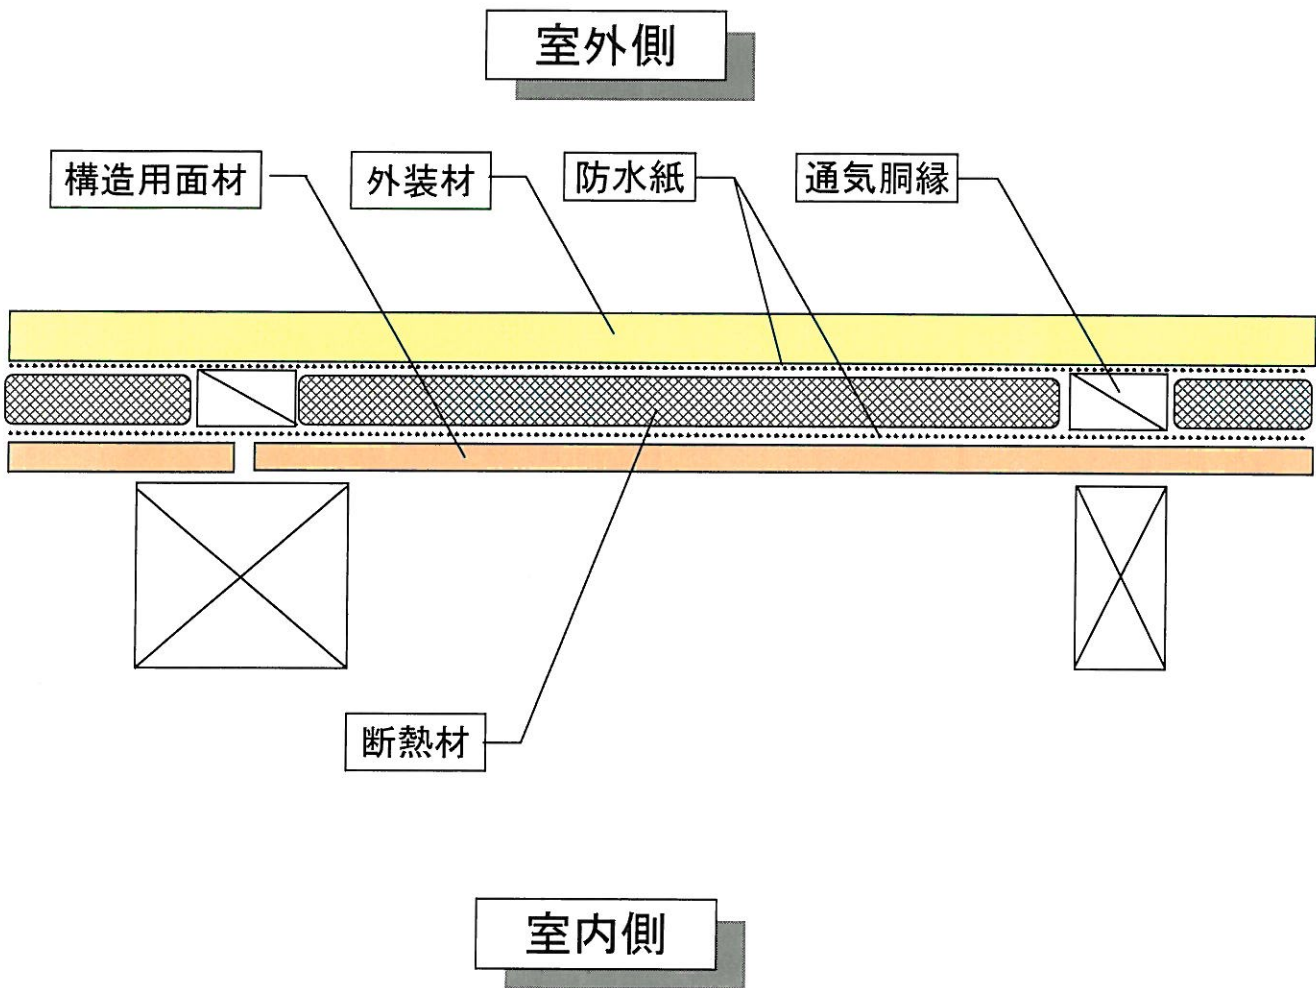 室外側
構造用面材
外装材
防水紙
通気胴縁
断熱材
室内側